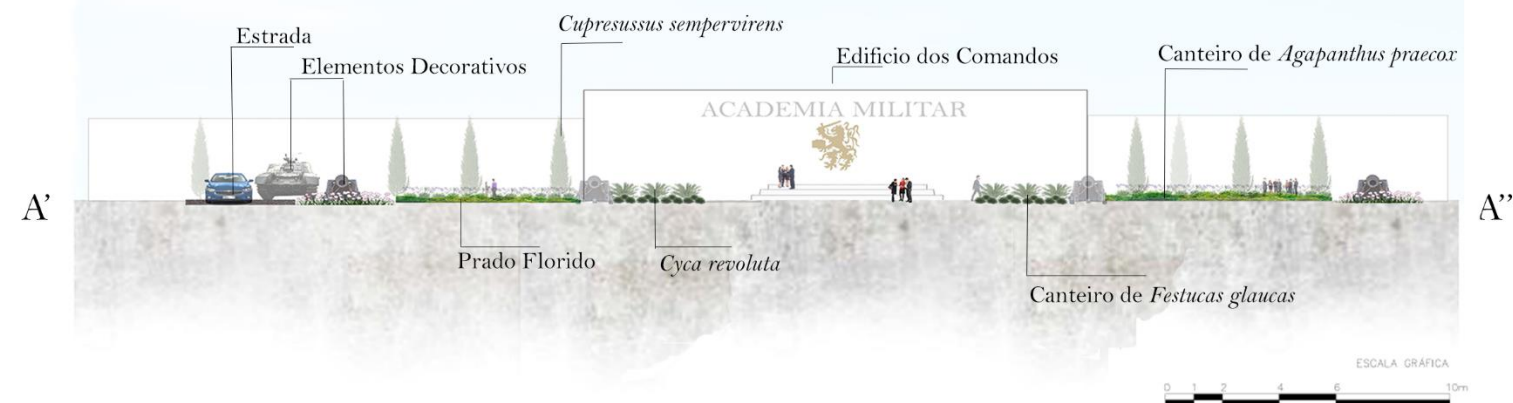 Cupresussus sempervirens
Estrada
Elementos Decorativos
Edificio dos Comandos
Canteiro de Agapanthus praecox
ACADEMIA MILITAR
A'
A''
Prado Florido
Cyca revoluta
Canteiro de Festucas glaucas
ESCALA GRÁFICA
0 1 2 4 6 10m